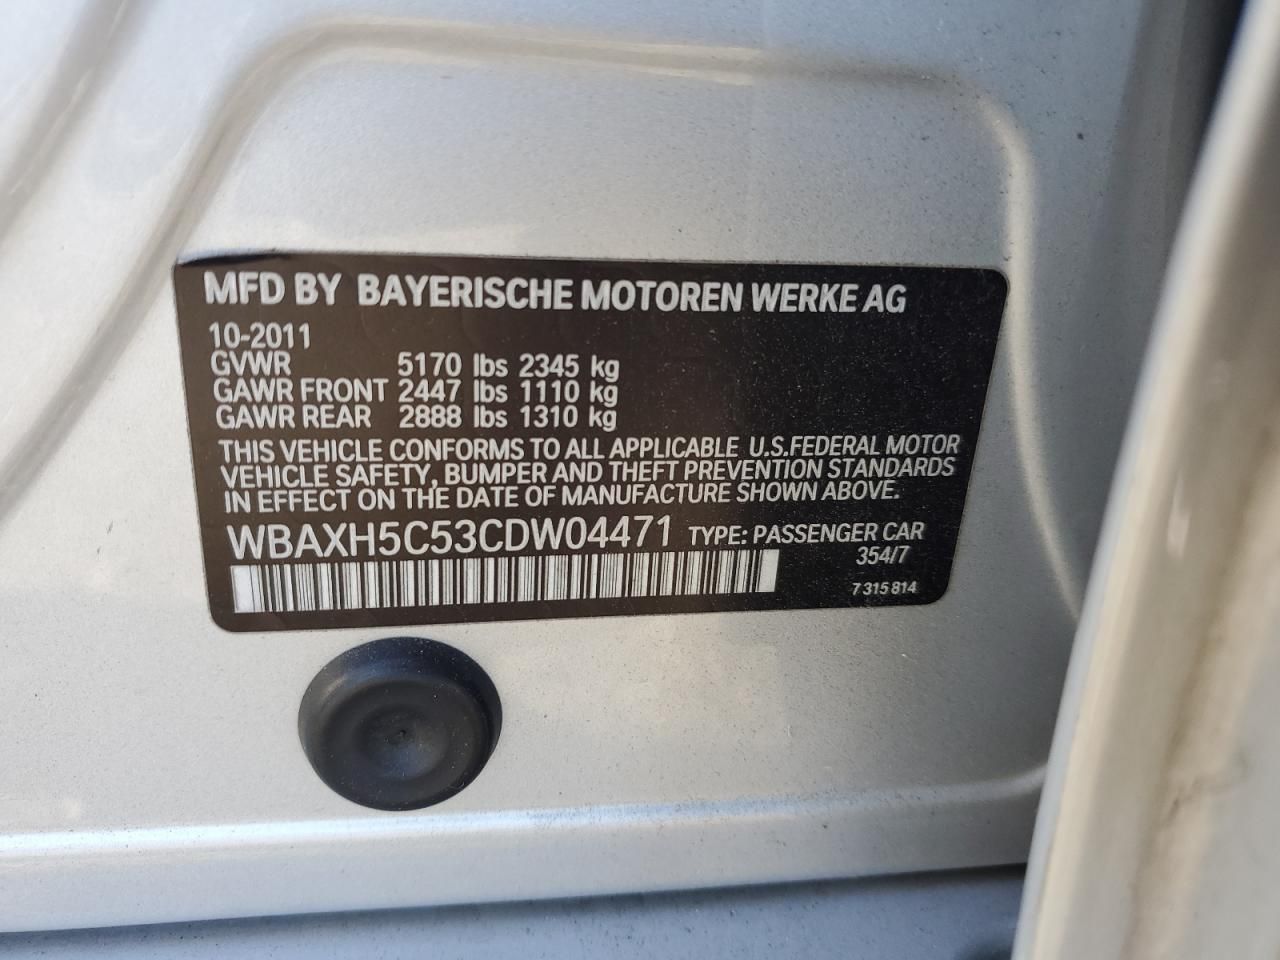 MFD BY BAYERISCHE MOTOREN WERKE AG
10-2011
GVWR 5170 lbs 2345 kg
GAWR FRONT 2447 lbs 1110 kg
GAWR REAR 2888 lbs 1310 kg
THIS VEHICLE CONFORMS TO ALL APPLICABLE U.S.FEDERAL MOTOR
VEHICLE SAFETY, BUMPER AND THEFT PREVENTION STANDARDS
IN EFFECT ON THE DATE OF MANUFACTURE SHOWN ABOVE.
WBAXH5C53CDW04471 TYPE: PASSENGER CAR
354/7
7 315 814